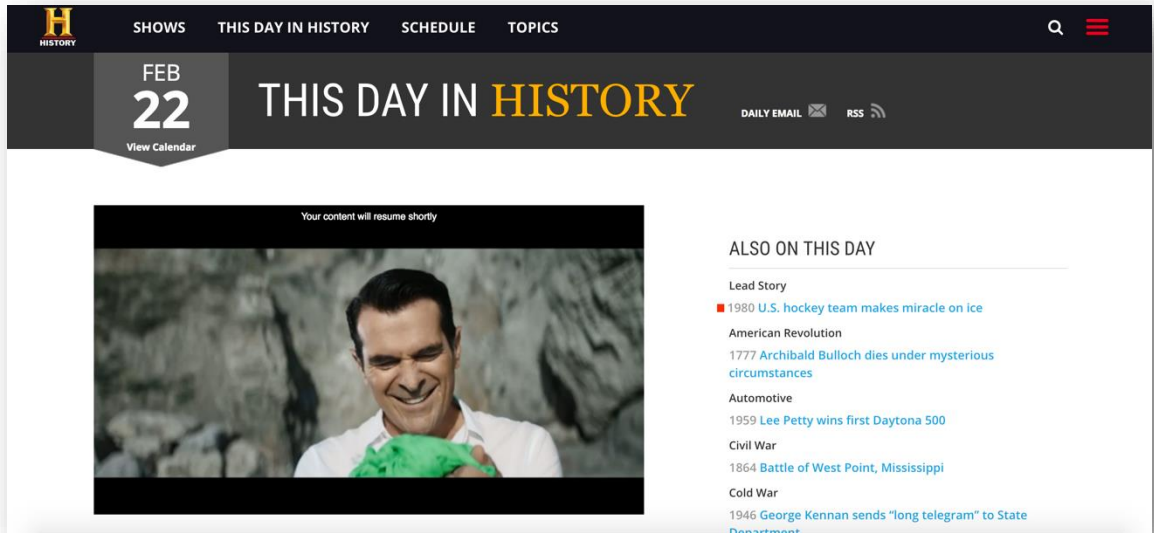 HISTORY
SHOWS THIS DAY IN HISTORY SCHEDULE TOPICS
FEB
22
View Calendar
THIS DAY IN HISTORY
DAILY EMAIL RSS
Your content will resume shortly
ALSO ON THIS DAY
Lead Story
1980 U.S. hockey team makes miracle on ice
American Revolution
1777 Archibald Bulloch dies under mysterious
circumstances
Automotive
1959 Lee Petty wins first Daytona 500
Civil War
1864 Battle of West Point, Mississippi
Cold War
1946 George Kennan sends “long telegram” to State
Department